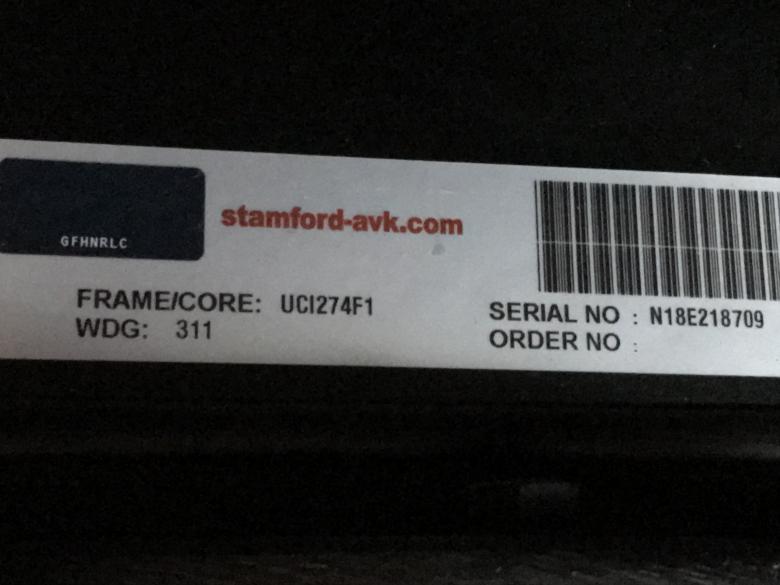 GFHNRLC
stamford-avk.com
FRAME/CORE: UCI274F1
WDG: 311
SERIAL NO : N18E218709
ORDER NO :